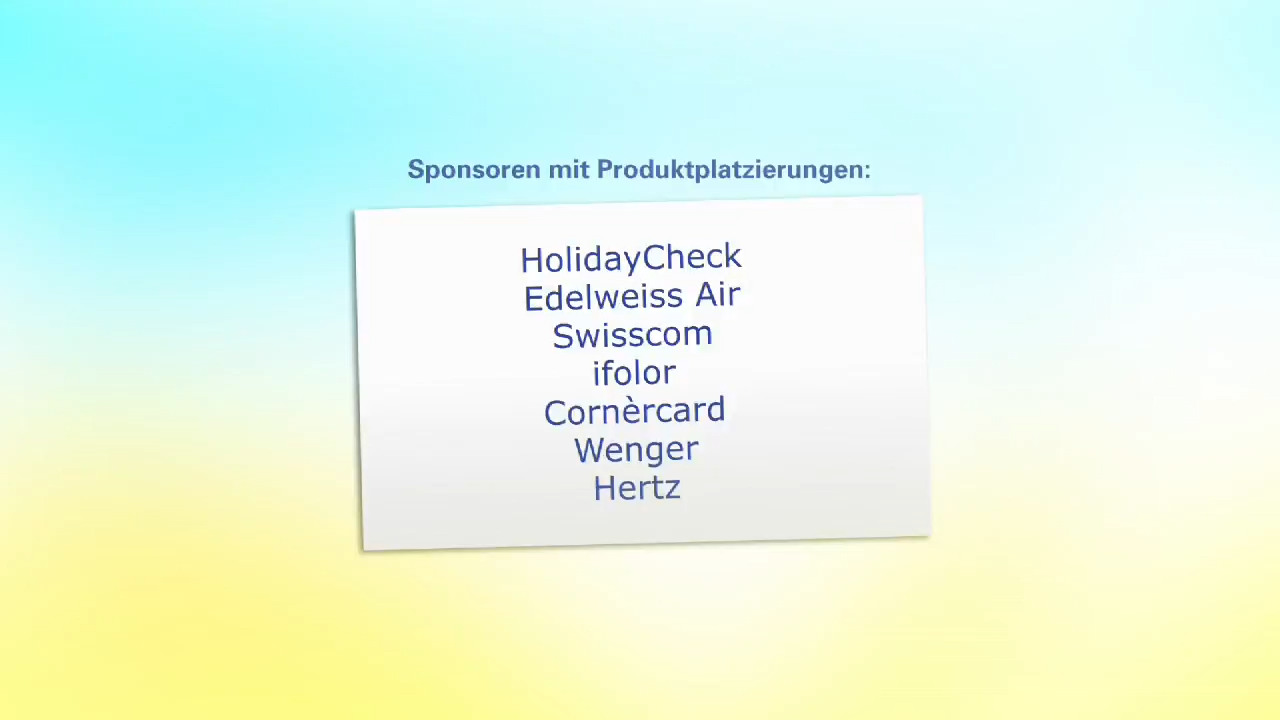 Sponsoren mit Produktplatzierungen:
HolidayCheck
Edelweiss Air
Swisscom
ifolor
Cornèrcard
Wenger
Hertz